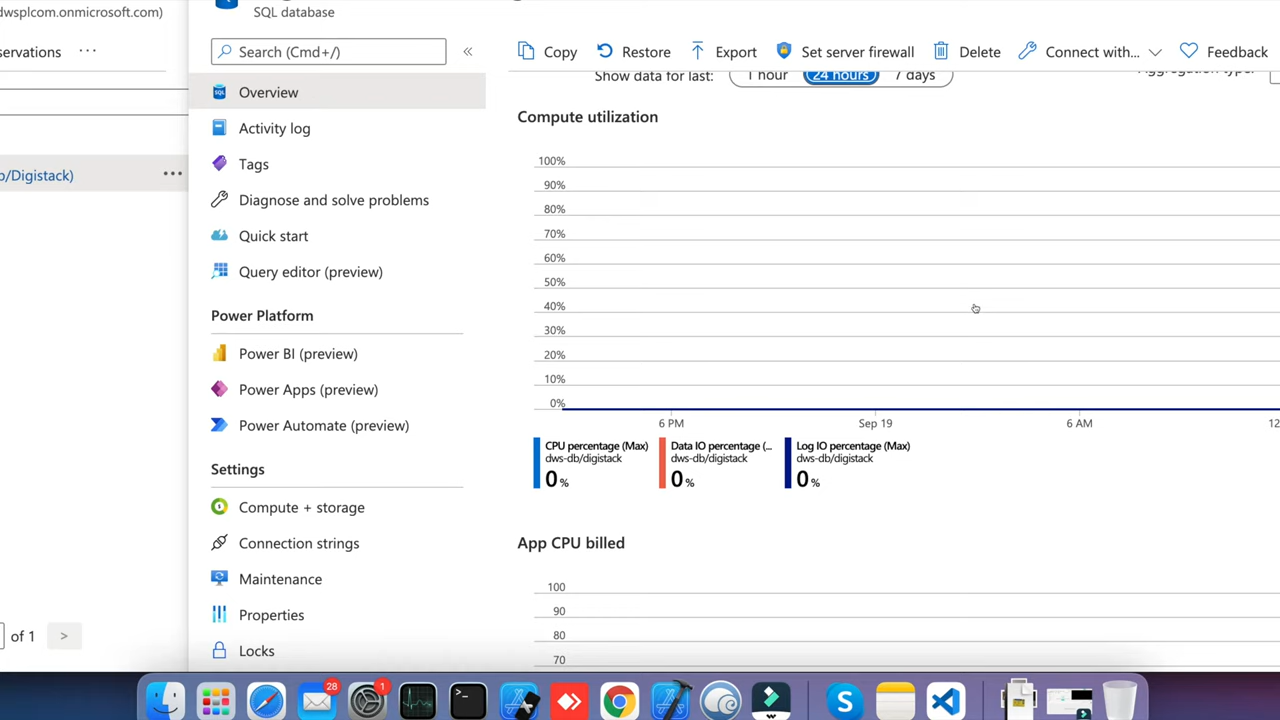 dwsplcom.onmicrosoft.com)
SQL database
servations ...
Search (Cmd+/)
«
Copy
Restore
Export
Set server firewall
Delete
Connect with...
Feedback
Show data for last:
1 hour
24 hours
7 days
Aggregation type:
Overview
Activity log
Tags
b/Digistack) ...
Diagnose and solve problems
Quick start
Query editor (preview)
Power Platform
Power BI (preview)
Power Apps (preview)
Power Automate (preview)
Settings
Compute + storage
Connection strings
Maintenance
Properties
Locks
of 1 >
Compute utilization
100%
90%
80%
70%
60%
50%
40%
30%
20%
10%
0%
6 PM
Sep 19
6 AM
12
CPU percentage (Max)
dws-db/digistack
0 %
Data IO percentage (...
dws-db/digistack
0 %
Log IO percentage (Max)
dws-db/digistack
0 %
App CPU billed
100
90
80
70
28
1